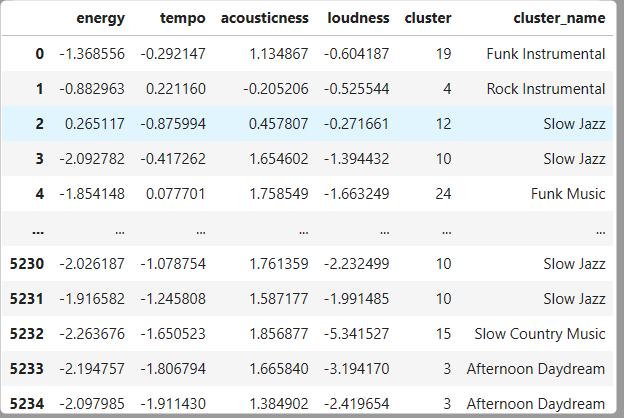 energy tempo acousticness loudness cluster cluster_name
0 -1.368556 -0.292147 1.134867 -0.604187 19 Funk Instrumental
1 -0.882963 0.221160 -0.205206 -0.525544 4 Rock Instrumental
2 0.265117 -0.875994 0.457807 -0.271661 12 Slow Jazz
3 -2.092782 -0.417262 1.654602 -1.394432 10 Slow Jazz
4 -1.854148 0.077701 1.758549 -1.663249 24 Funk Music
... ... ... ... ... ... ...
5230 -2.026187 -1.078754 1.761359 -2.232499 10 Slow Jazz
5231 -1.916582 -1.245808 1.587177 -1.991485 10 Slow Jazz
5232 -2.263676 -1.650523 1.856877 -5.341527 15 Slow Country Music
5233 -2.194757 -1.806794 1.665840 -3.194170 3 Afternoon Daydream
5234 -2.097985 -1.911430 1.384902 -2.419654 3 Afternoon Daydream